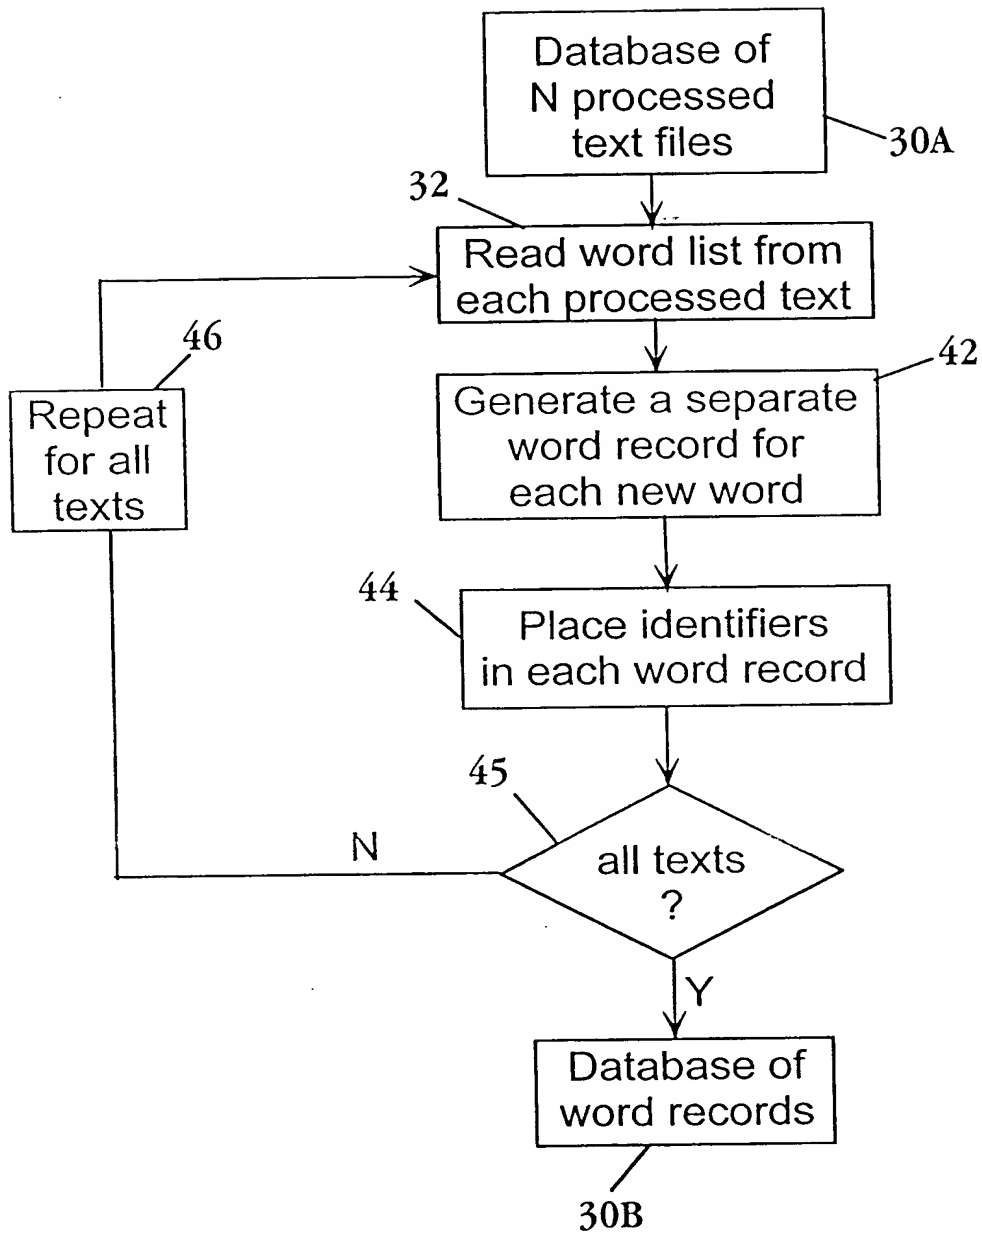 Database of
N processed
text files
30A
32
Read word list from
each processed text
46
Repeat
for all
texts
42
Generate a separate
word record for
each new word
44
Place identifiers
in each word record
45
all texts
?
N
Y
Database of
word records
30B